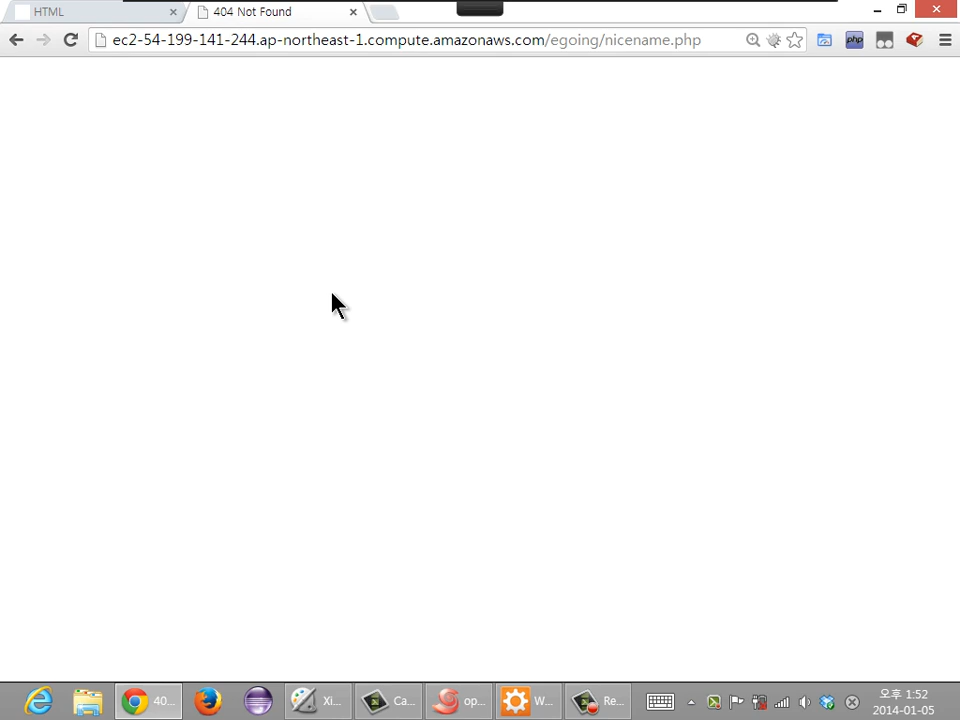 HTML
404 Not Found
ec2-54-199-141-244.ap-northeast-1.compute.amazonaws.com/egoing/nicename.php
php
40...
Xi...
Ca...
op...
W...
Re...
오후 1:52
2014-01-05